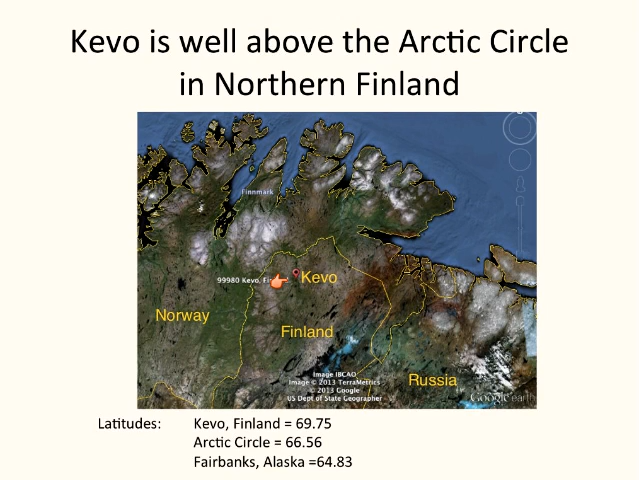 Kevo is well above the Arctic Circle
in Northern Finland
Finnmark
99980 Kevo, Fin
Kevo
Norway
Finland
Russia
Image IBCAO
Image © 2013 TerraMetrics
© 2013 Google
US Dept of State Geographer
Google earth
Latitudes: Kevo, Finland = 69.75
Arctic Circle = 66.56
Fairbanks, Alaska =64.83